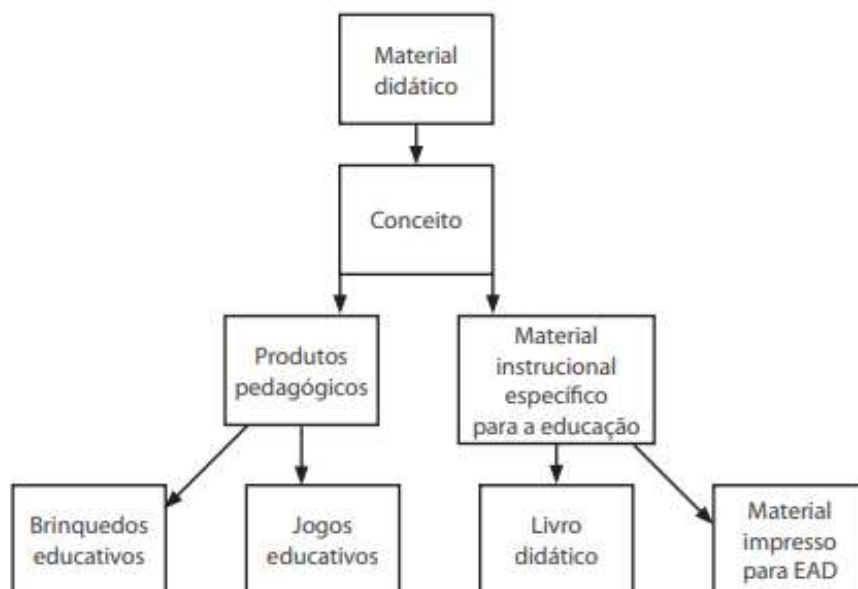 Material
didático
Conceito
Produtos
pedagógicos
Material
instrucional
específico
para a educação
Brinquedos
educativos
Jogos
educativos
Livro
didático
Material
impresso
para EAD